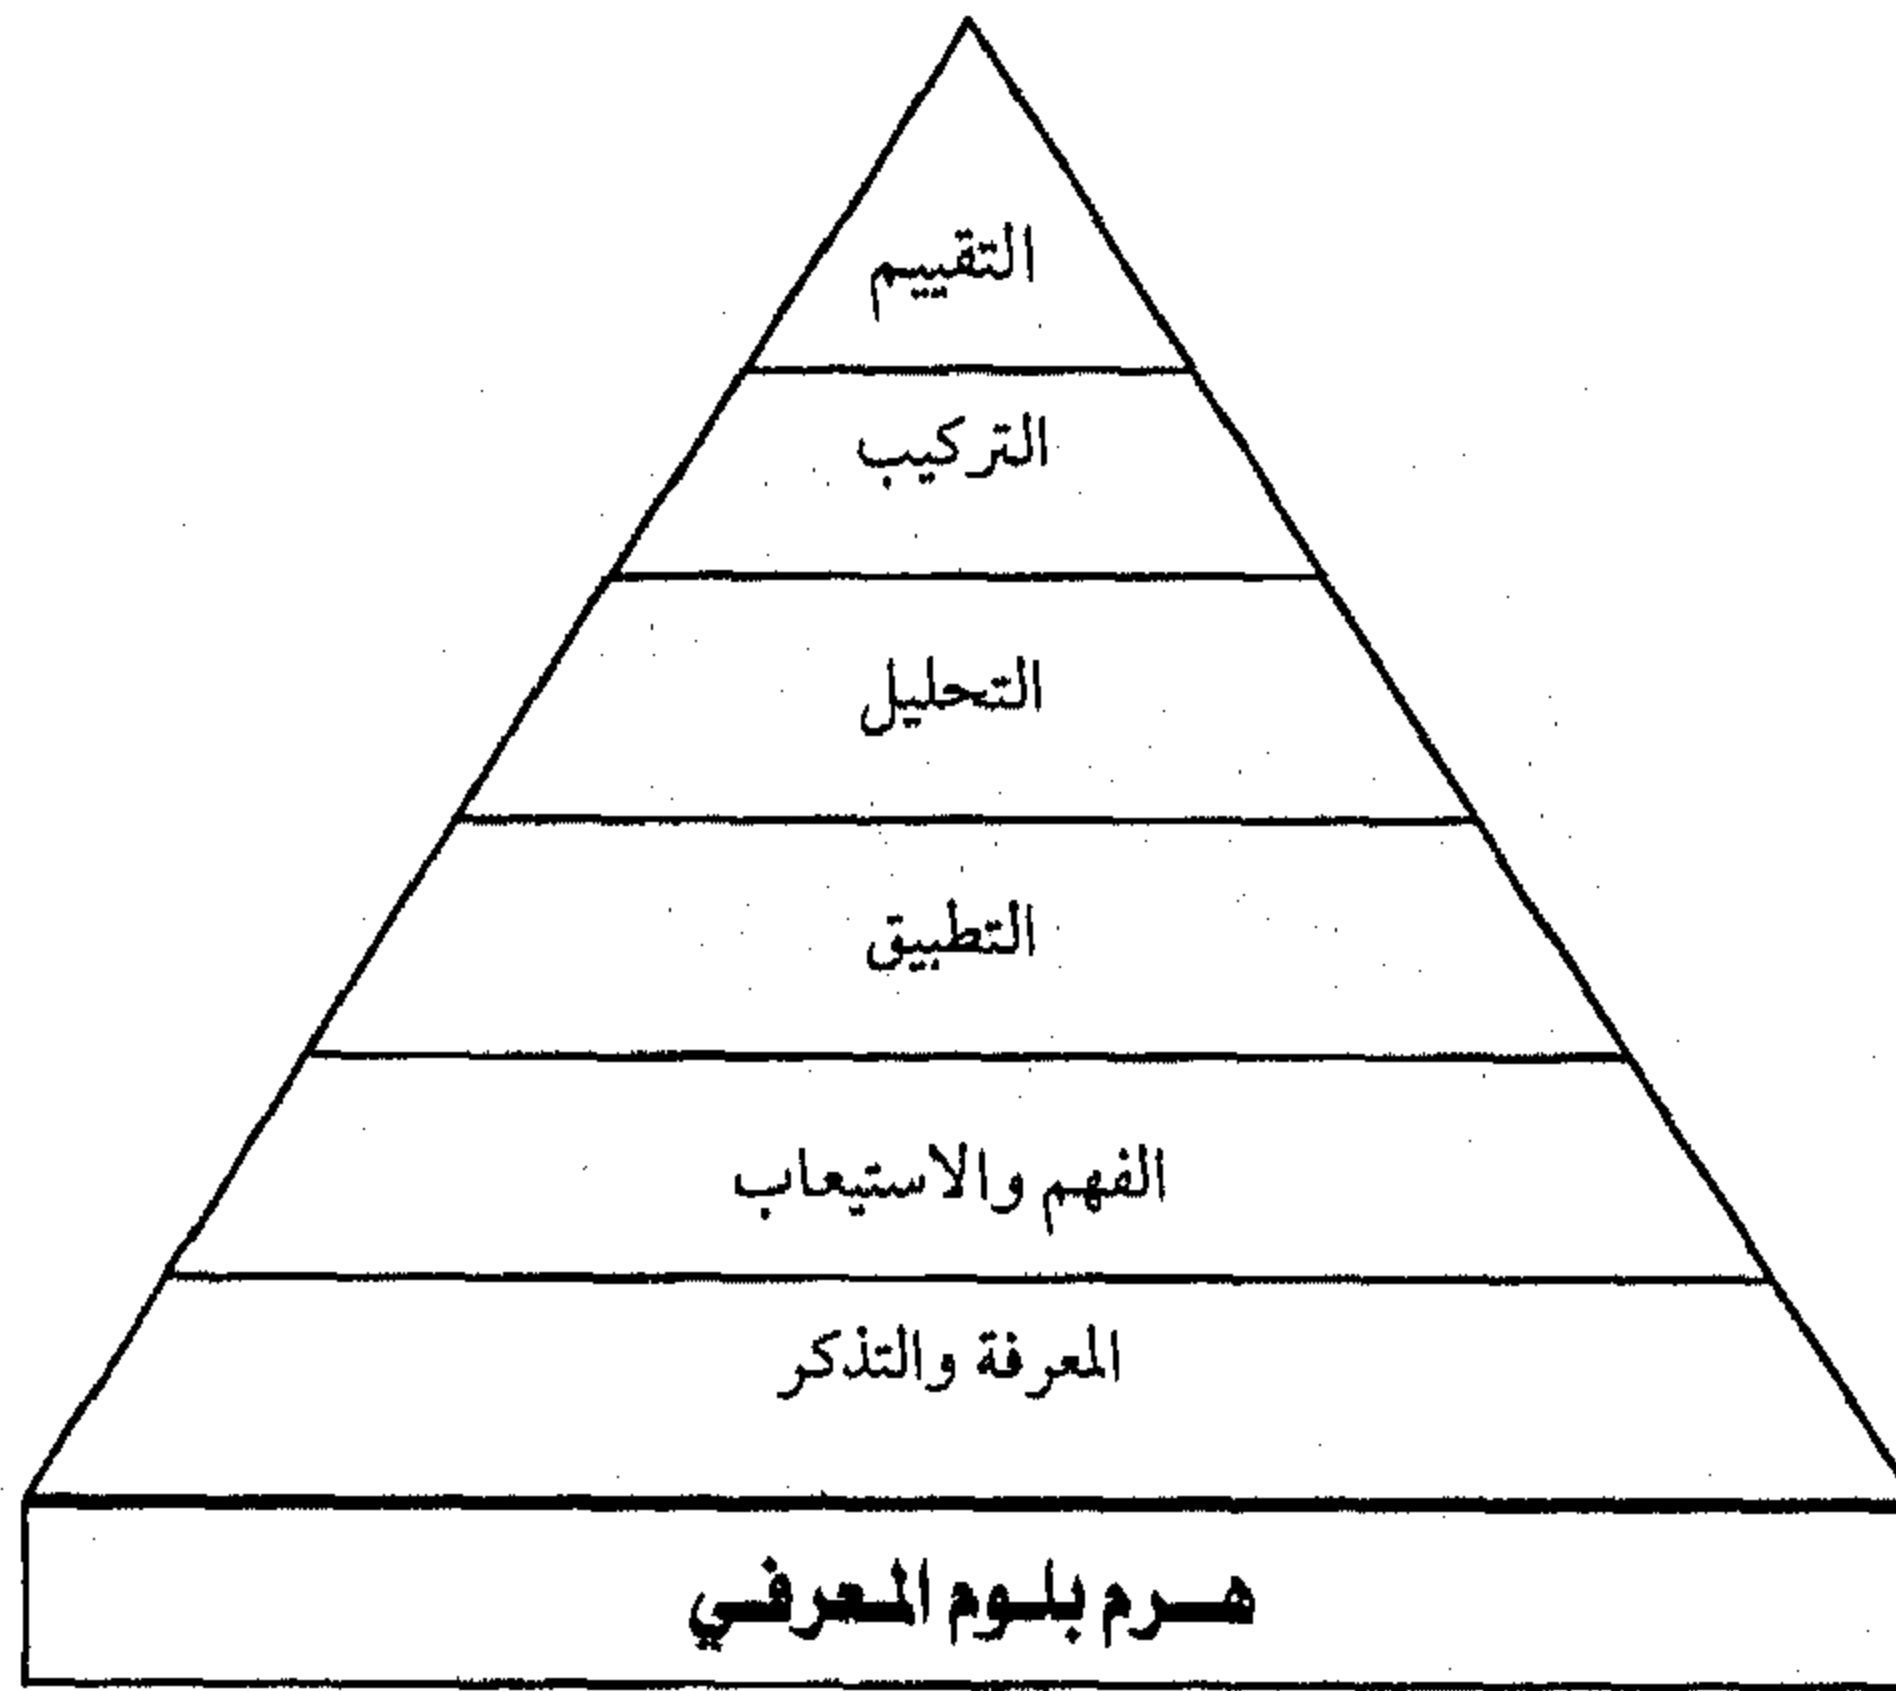 التقييم
التركيب
التحليل
التطبيق
الفهم والاستيعاب
المعرفة والتذكر
هرم بلوم المعرفي